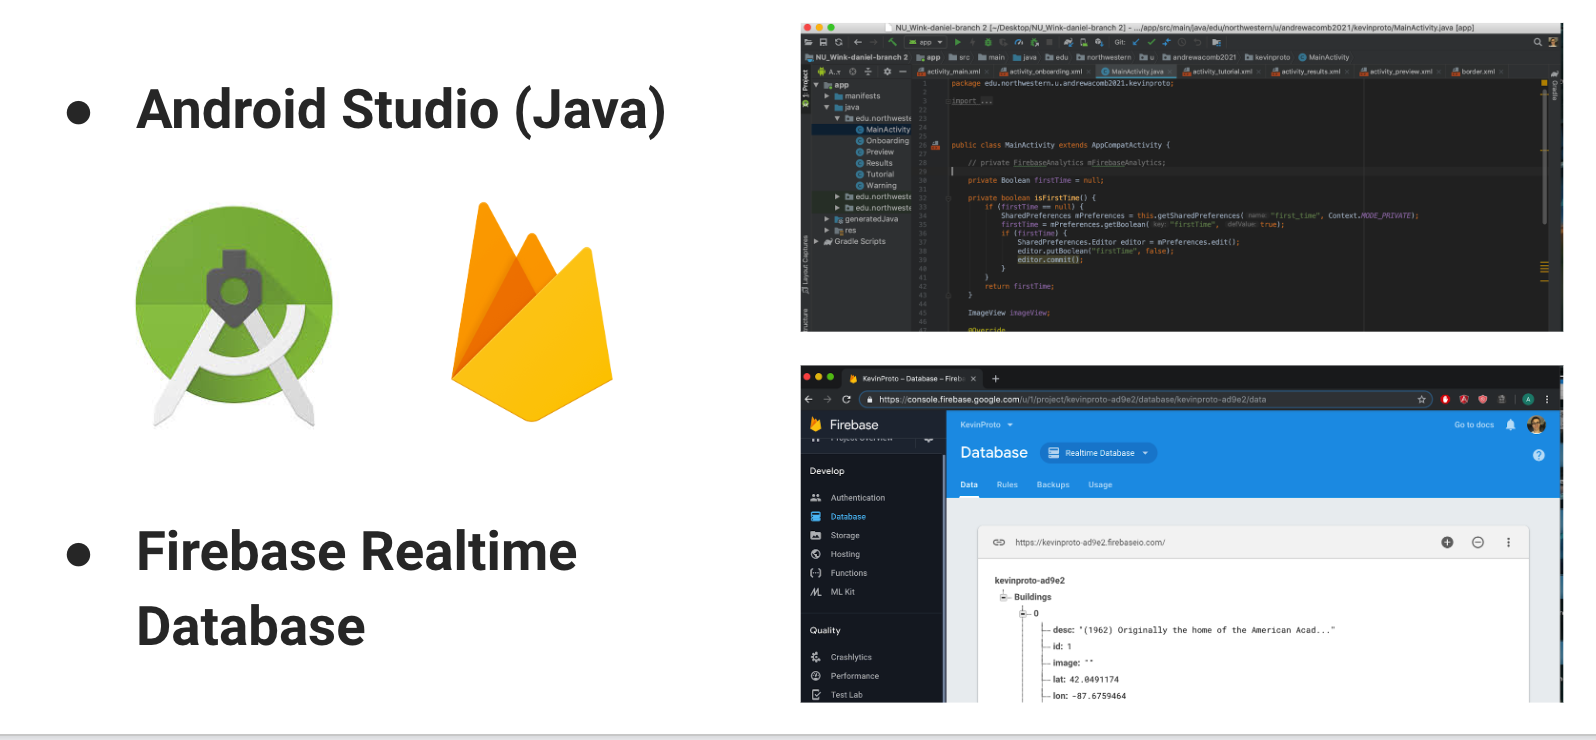 ● Android Studio (Java)
● Firebase Realtime
Database
NU_Wink-daniel-branch 2 [~/Desktop/NU_Wink-daniel-branch 2] - .../app/src/main/java/edu/northwestern/u/andrewacomb2021/kevinproto/MainActivity.java [app]
app Git:
NU_Wink-daniel-branch 2 app src main java edu northwestern u andrewacomb2021 kevinproto MainActivity
activity_main.xml activity_onboarding.xml MainActivity.java activity_tutorial.xml activity_results.xml activity_preview.xml border.xml
1: Project
Layout Captures
Gradle
app
manifests
java
edu.northweste
MainActivity
Onboarding
Preview
Results
Tutorial
Warning
edu.northweste
edu.northweste
generatedJava
res
Gradle Scripts
package edu.northwestern.u.andrewacomb2021.kevinproto;
import ...
public class MainActivity extends AppCompatActivity {
// private FirebaseAnalytics mFirebaseAnalytics;
private Boolean firstTime = null;
private boolean isFirstTime() {
if (firstTime == null) {
SharedPreferences mPreferences = this.getSharedPreferences( name: "first_time", Context.MODE_PRIVATE);
firstTime = mPreferences.getBoolean( key: "firstTime", defValue: true);
if (firstTime) {
SharedPreferences.Editor editor = mPreferences.edit();
editor.putBoolean("firstTime", false);
editor.commit();
}
}
return firstTime;
}
ImageView imageView;
@Override
KevinProto – Database – Fireb × +
https://console.firebase.google.com/u/1/project/kevinproto-ad9e2/database/kevinproto-ad9e2/data
Firebase
Project Overview
Develop
Authentication
Database
Storage
Hosting
Functions
ML Kit
Quality
Crashlytics
Performance
Test Lab
KevinProto Go to docs
Database Realtime Database
Data Rules Backups Usage
https://kevinproto-ad9e2.firebaseio.com/
kevinproto-ad9e2
Buildings
0
desc: "(1962) Originally the home of the American Acad..."
id: 1
image: ""
lat: 42.0491174
lon: -87.6759464